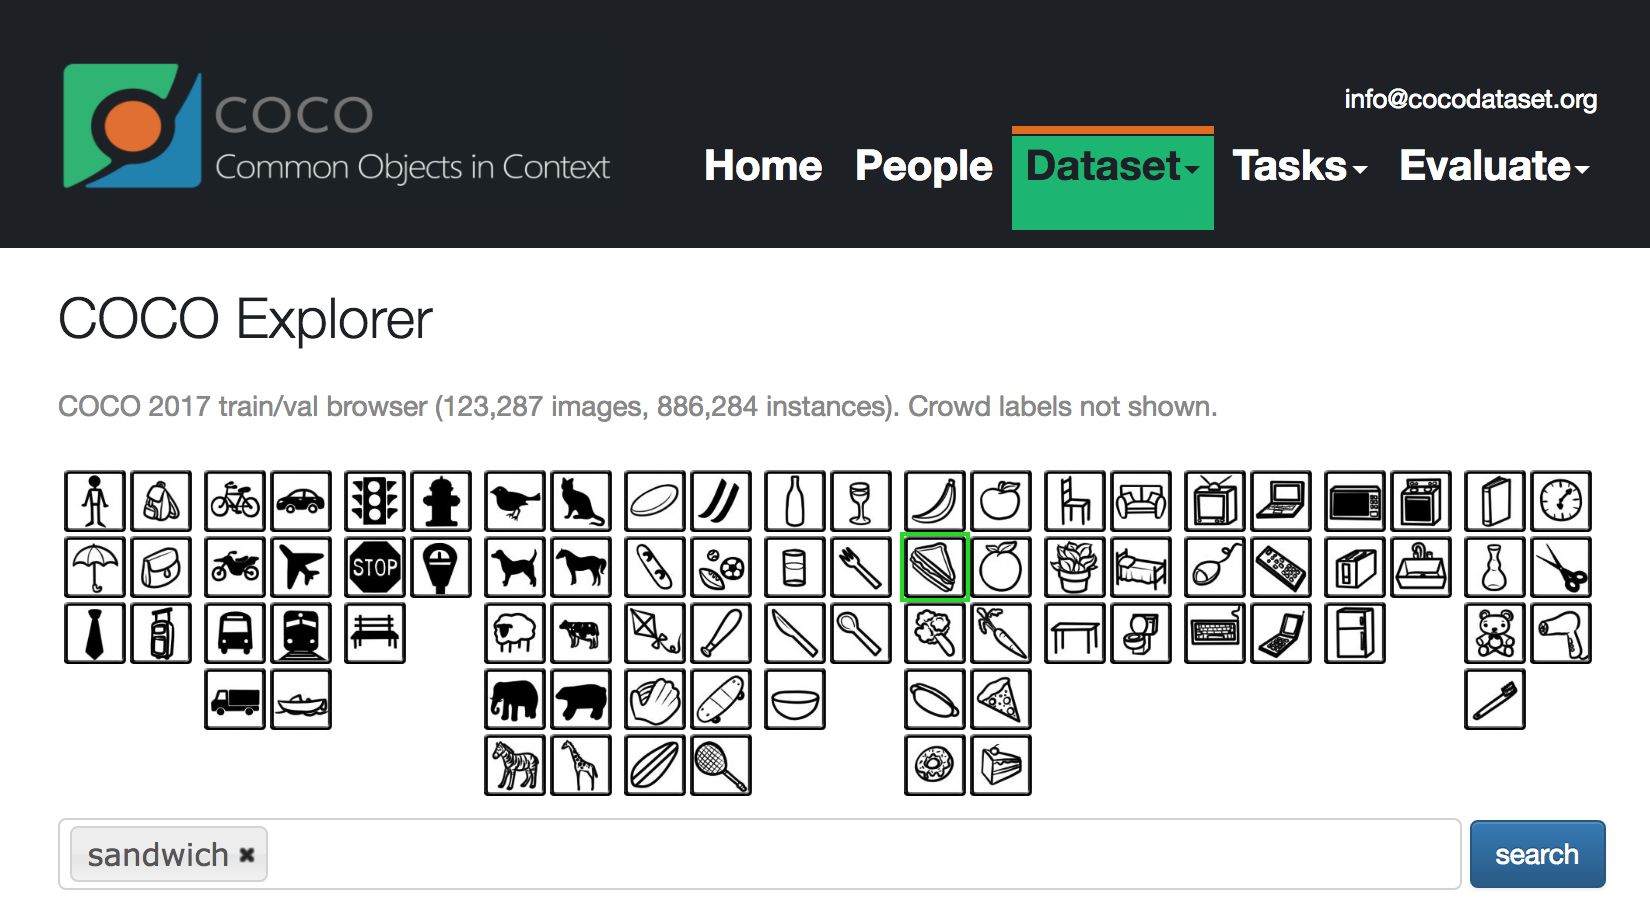 COCO
Common Objects in Context
info@cocodataset.org
Home People Dataset Tasks Evaluate
COCO Explorer
COCO 2017 train/val browser (123,287 images, 886,284 instances). Crowd labels not shown.
STOP
sandwich
search